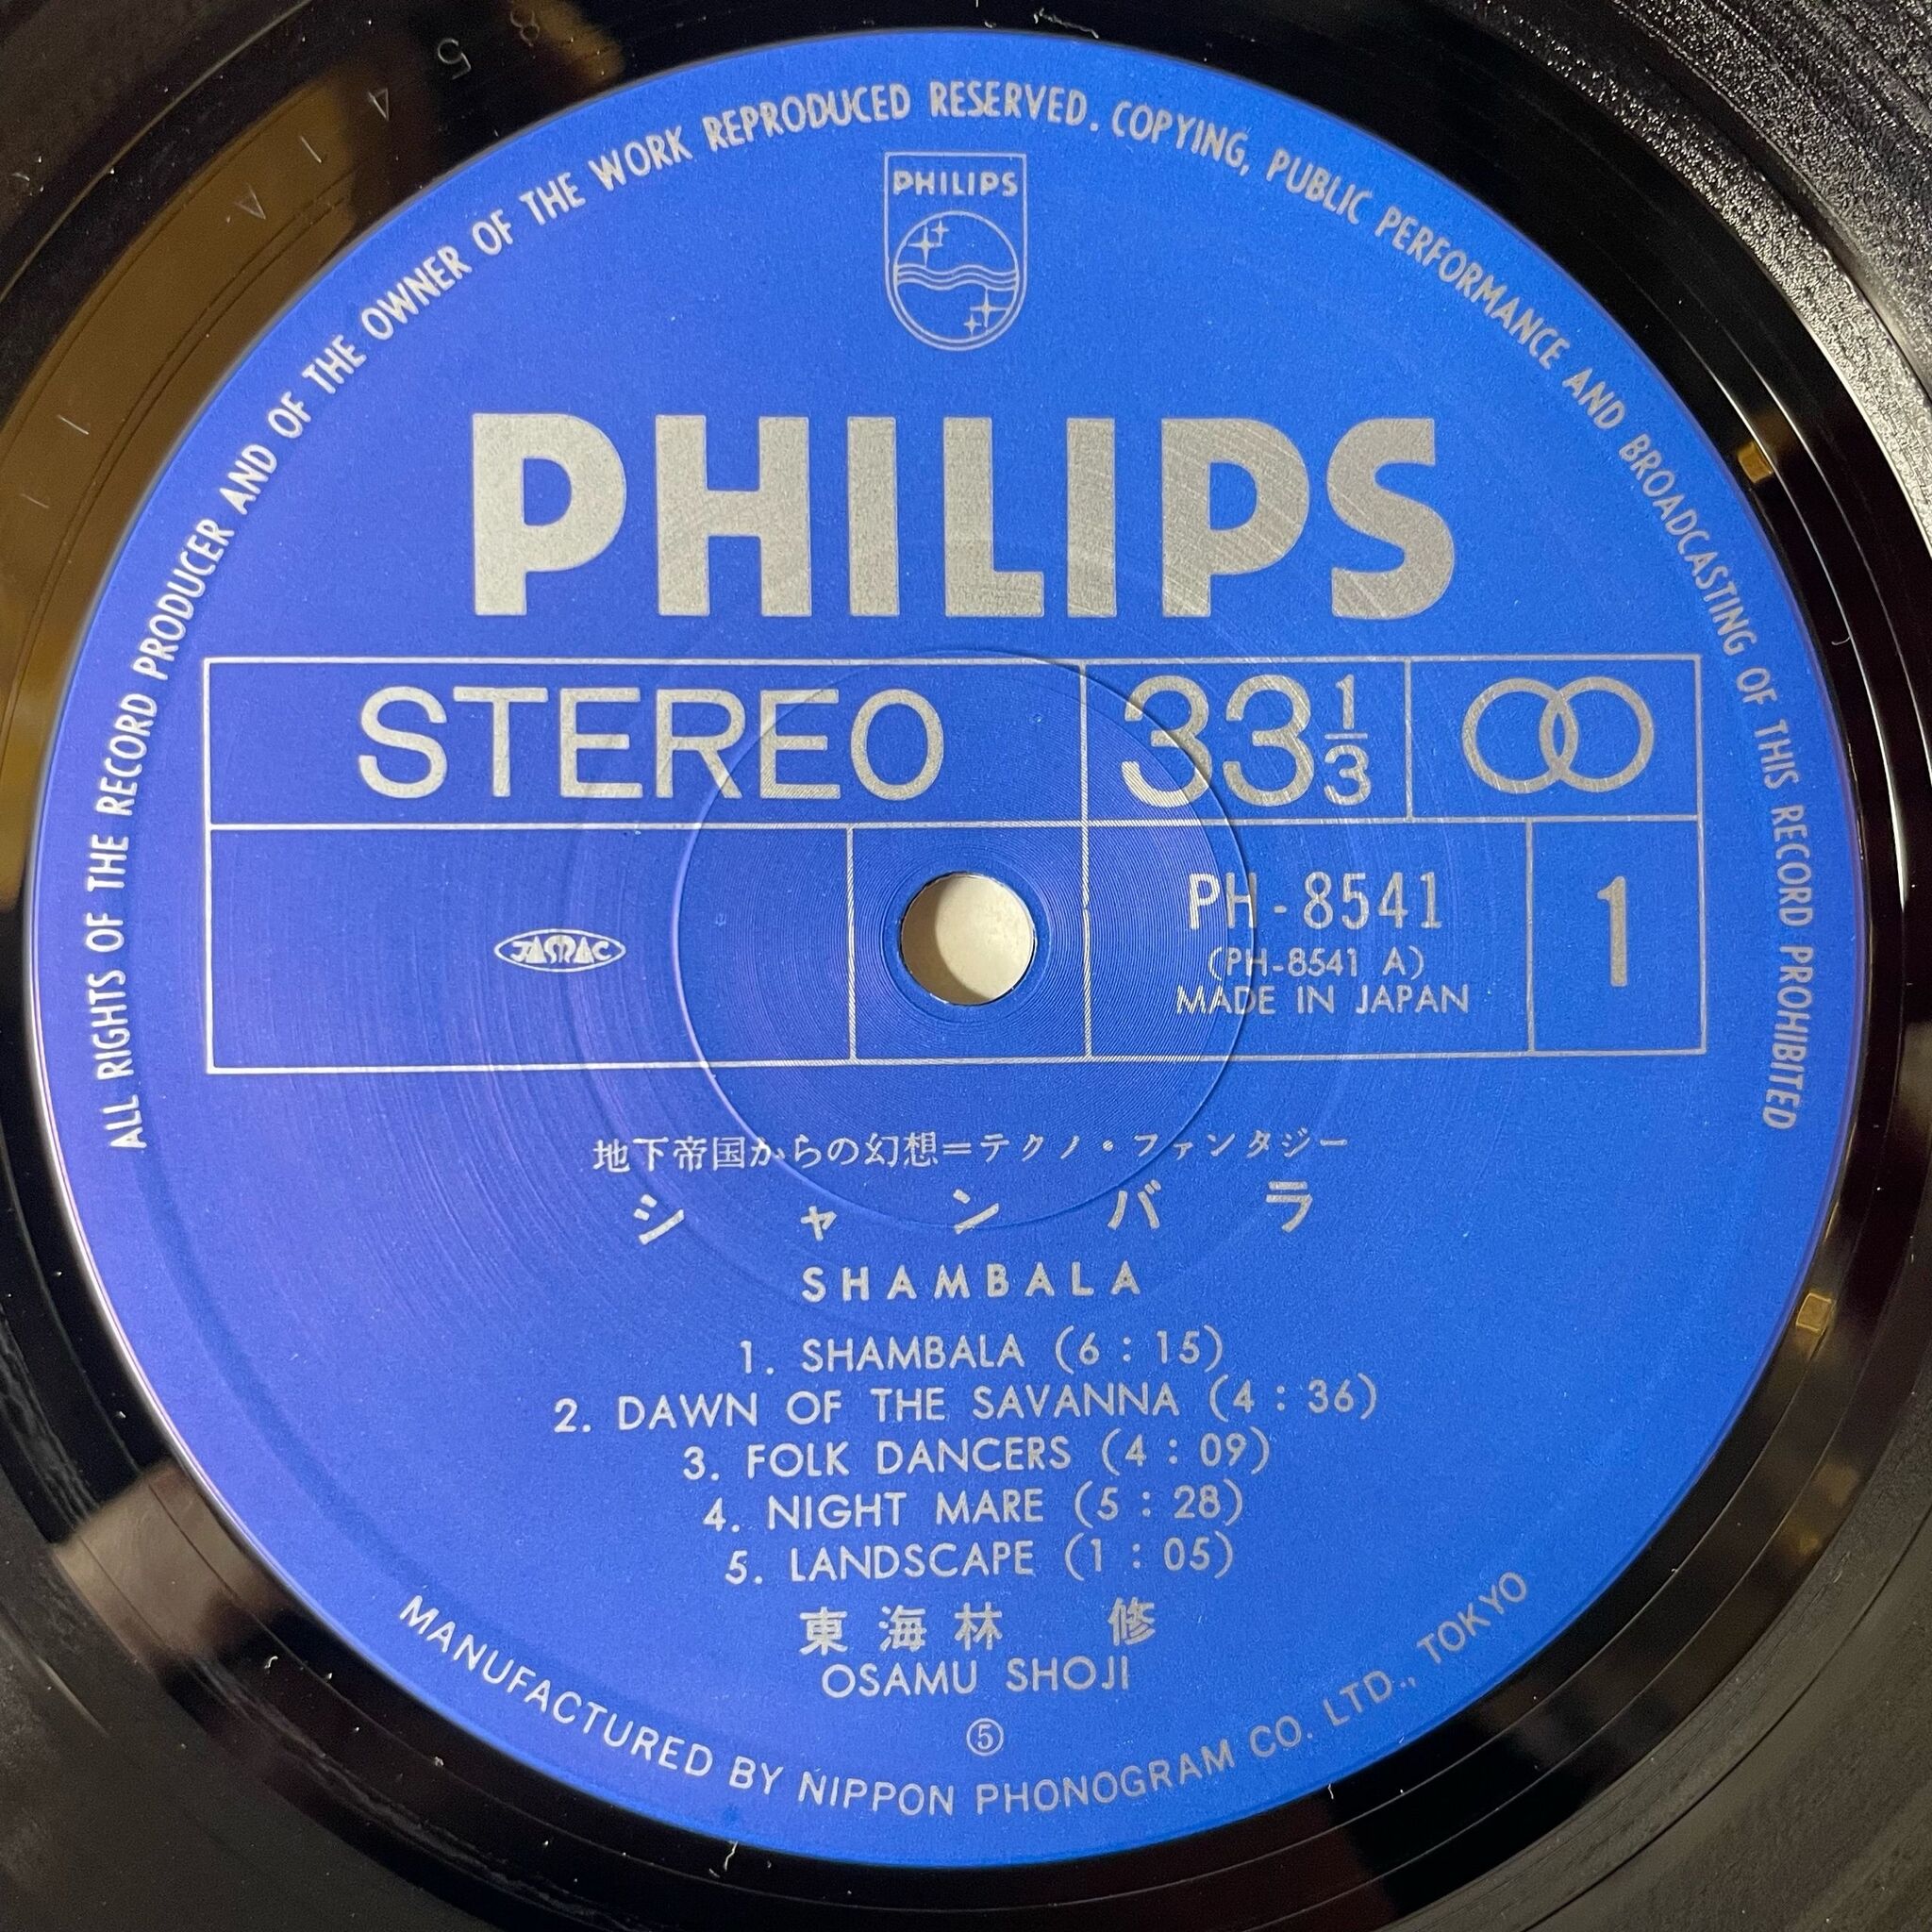 ALL RIGHTS OF THE RECORD PRODUCER AND OF THE OWNER OF THE WORK REPRODUCED RESERVED. COPYING, PUBLIC PERFORMANCE AND BROADCASTING OF THIS RECORD PROHIBITED
PHILIPS
PHILIPS
STEREO 33 1/3
JASRAC
PH-8541
(PH-8541 A)
MADE IN JAPAN
1
地下帝国からの幻想=テクノ・ファンタジー
シャンバラ
SHAMBALA
1. SHAMBALA (6 : 15)
2. DAWN OF THE SAVANNA (4 : 36)
3. FOLK DANCERS (4 : 09)
4. NIGHT MARE (5 : 28)
5. LANDSCAPE (1 : 05)
東海林 修
OSAMU SHOJI
⑤
MANUFACTURED BY NIPPON PHONOGRAM CO. LTD., TOKYO